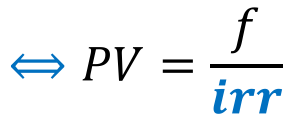 ⇔ PV = f/irr